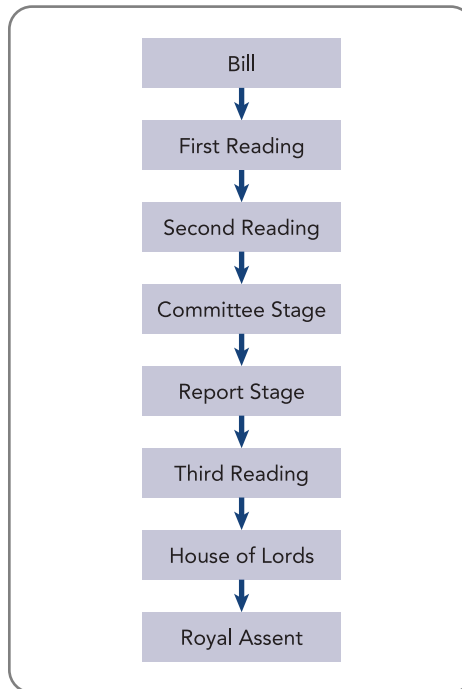 Bill
First Reading
Second Reading
Committee Stage
Report Stage
Third Reading
House of Lords
Royal Assent